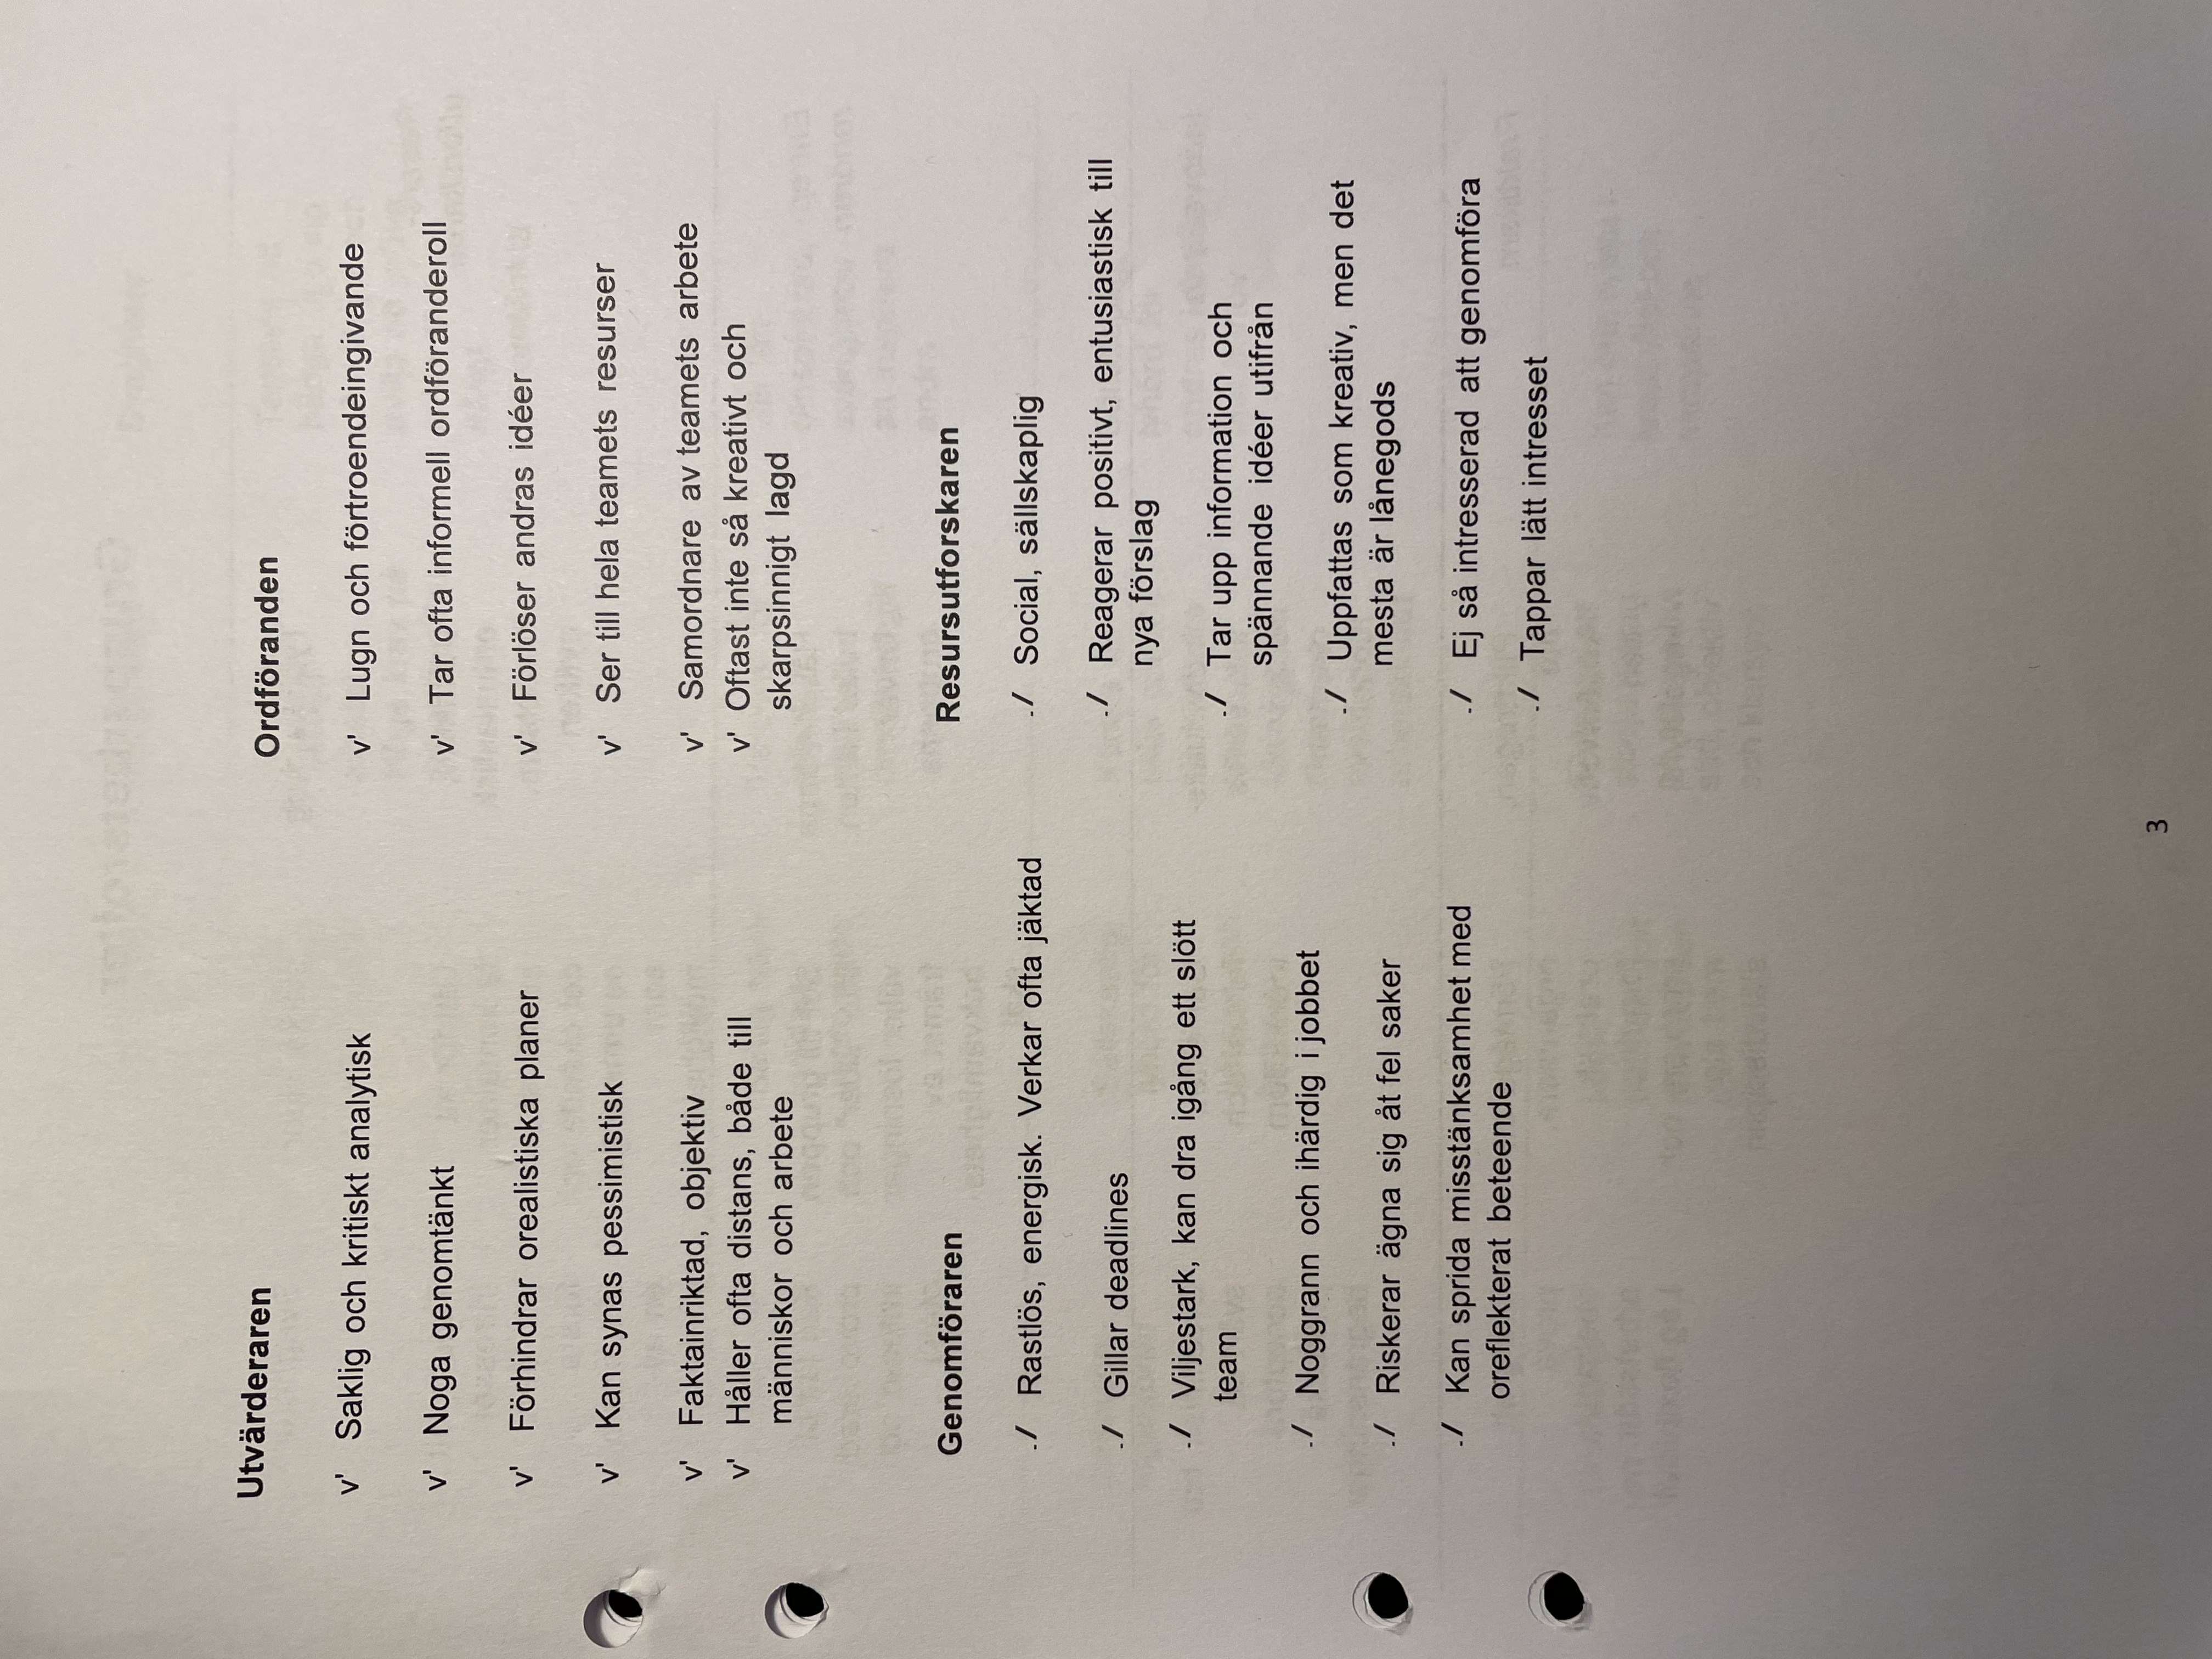 Utvärderaren
v' Saklig och kritiskt analytisk
v' Noga genomtänkt
v' Förhindrar orealistiska planer
v' Kan synas pessimistisk
v' Faktainriktad, objektiv
v' Håller ofta distans, både till
människor och arbete
Ordföranden
v' Lugn och förtroendeingivande
v' Tar ofta informell ordföranderoll
v' Förlöser andras idéer
v' Ser till hela teamets resurser
v' Samordnare av teamets arbete
v' Oftast inte så kreativt och
skarpsinnigt lagd
Genomföraren
./ Rastlös, energisk. Verkar ofta jäktad
./ Gillar deadlines
./ Viljestark, kan dra igång ett slött
team
./ Noggrann och ihärdig i jobbet
./ Riskerar ägna sig åt fel saker
./ Kan sprida misstänksamhet med
oreflekterat beteende
Resursutforskaren
./ Social, sällskaplig
./ Reagerar positivt, entusiastisk till
nya förslag
./ Tar upp information och
spännande idéer utifrån
./ Uppfattas som kreativ, men det
mesta är lånegods
./ Ej så intresserad att genomföra
./ Tappar lätt intresset
3